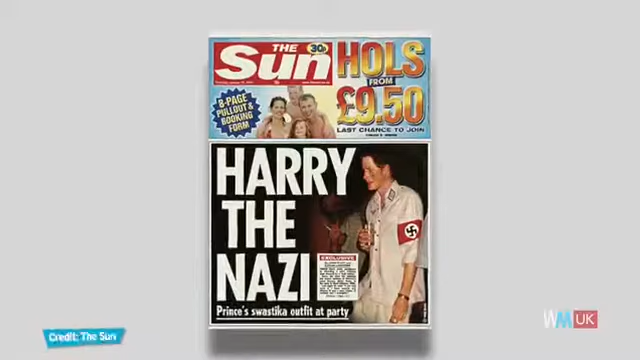 THE
Sun
30p
HOLS
FROM
£9.50
LAST CHANCE TO JOIN
8-PAGE
PULLOUT &
BOOKING
FORM
HARRY
THE
NAZI
EXCLUSIVE
Prince's swastika outfit at party
Credit: The Sun
WM UK